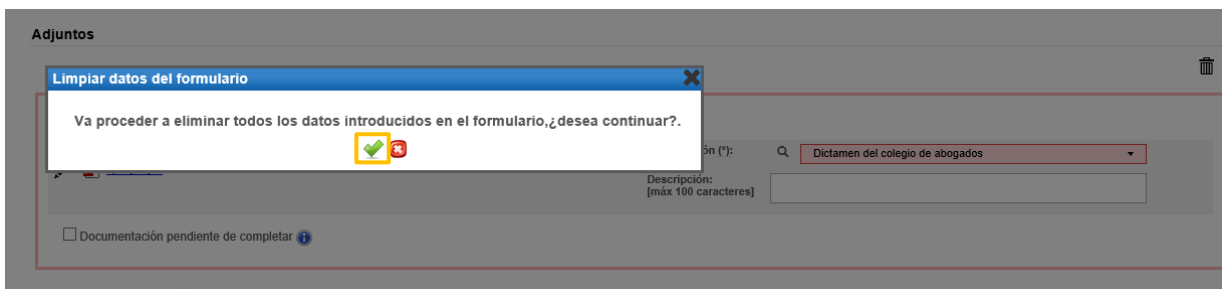 Adjuntos
Limpiar datos del formulario
Va proceder a eliminar todos los datos introducidos en el formulario,¿desea continuar?.
ón (*):
Dictamen del colegio de abogados
Descripción:
[máx 100 caracteres]
Documentación pendiente de completar